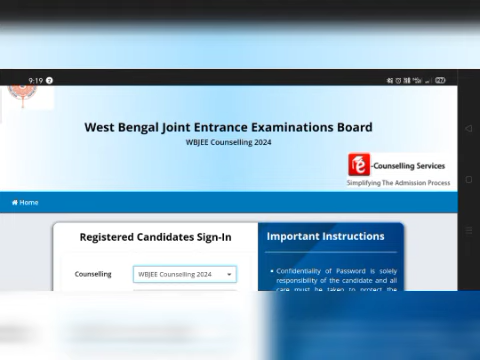 9:19
West Bengal Joint Entrance Examinations Board
WBJEE Counselling 2024
e-Counselling Services
Simplifying The Admission Process
Home
Registered Candidates Sign-In
Important Instructions
Counselling
WBJEE Counselling 2024
Confidentiality of Password is solely
responsibility of the candidate and all
care must be taken to protect the